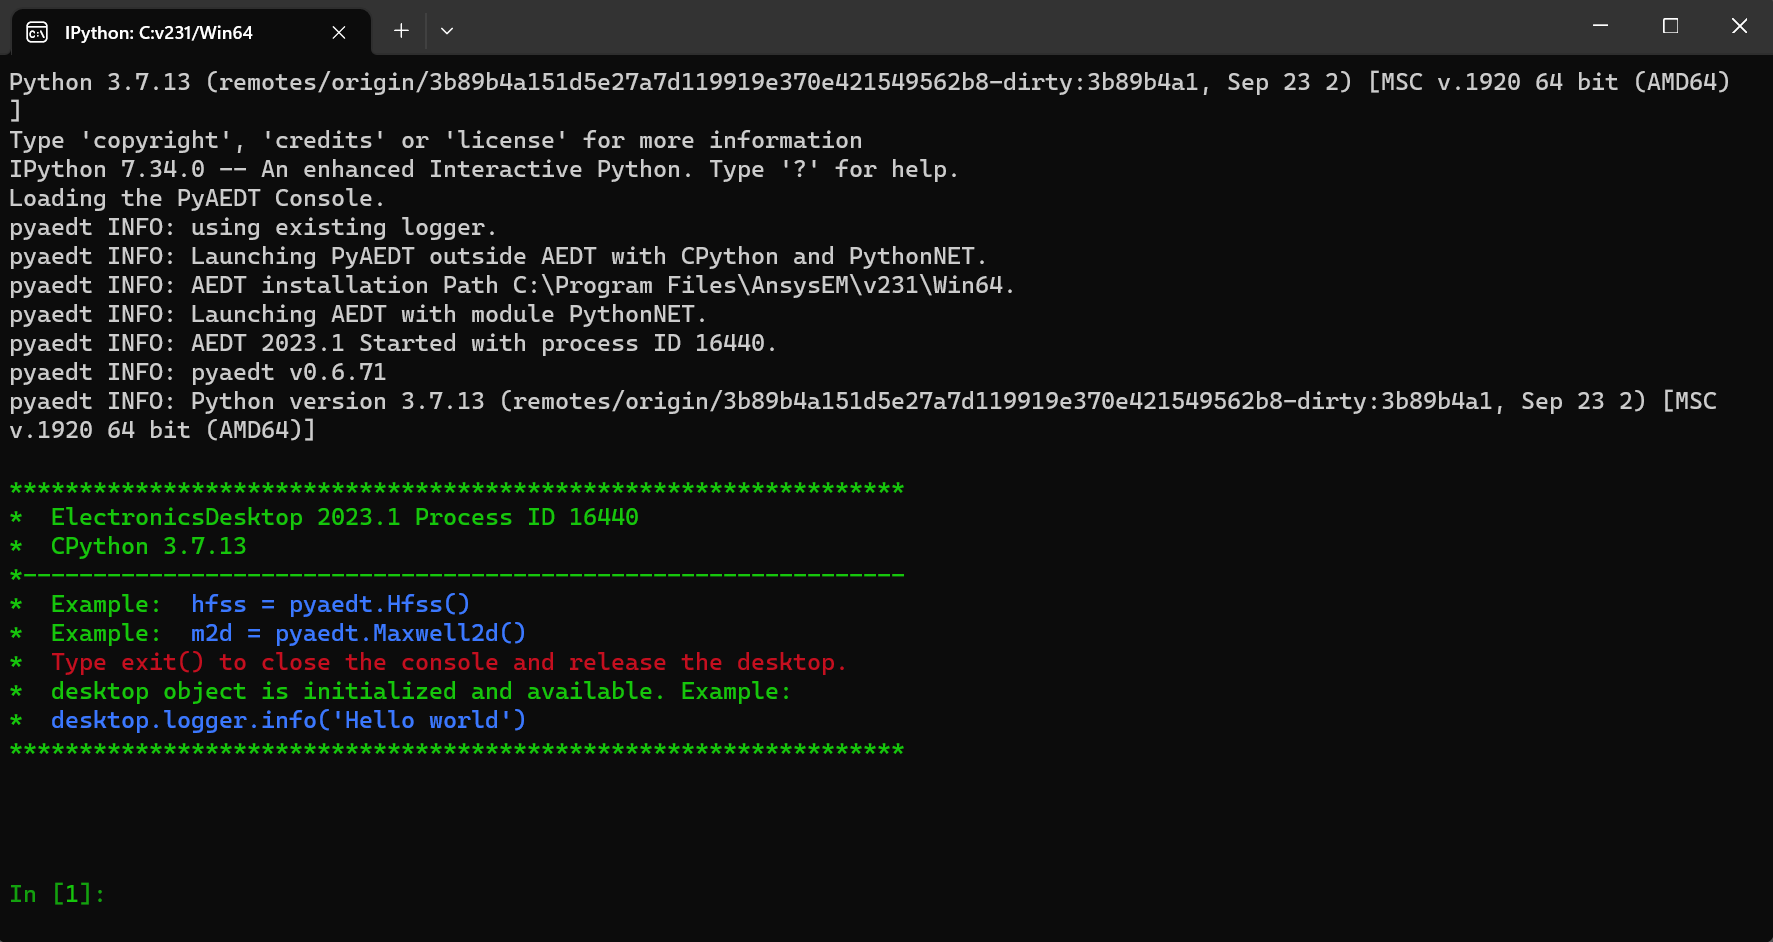 IPython: C:v231/Win64
Python 3.7.13 (remotes/origin/3b89b4a151d5e27a7d119919e370e421549562b8-dirty:3b89b4a1, Sep 23 2) [MSC v.1920 64 bit (AMD64)
]
Type 'copyright', 'credits' or 'license' for more information
IPython 7.34.0 -- An enhanced Interactive Python. Type '?' for help.
Loading the PyAEDT Console.
pyaedt INFO: using existing logger.
pyaedt INFO: Launching PyAEDT outside AEDT with CPython and PythonNET.
pyaedt INFO: AEDT installation Path C:\Program Files\AnsysEM\v231\Win64.
pyaedt INFO: Launching AEDT with module PythonNET.
pyaedt INFO: AEDT 2023.1 Started with process ID 16440.
pyaedt INFO: pyaedt v0.6.71
pyaedt INFO: Python version 3.7.13 (remotes/origin/3b89b4a151d5e27a7d119919e370e421549562b8-dirty:3b89b4a1, Sep 23 2) [MSC
v.1920 64 bit (AMD64)]
****************************************************************
*  ElectronicsDesktop 2023.1 Process ID 16440
*  CPython 3.7.13
*---------------------------------------------------------------
*  Example:  hfss = pyaedt.Hfss()
*  Example:  m2d = pyaedt.Maxwell2d()
*  Type exit() to close the console and release the desktop.
*  desktop object is initialized and available. Example:
*  desktop.logger.info('Hello world')
****************************************************************
In [1]: